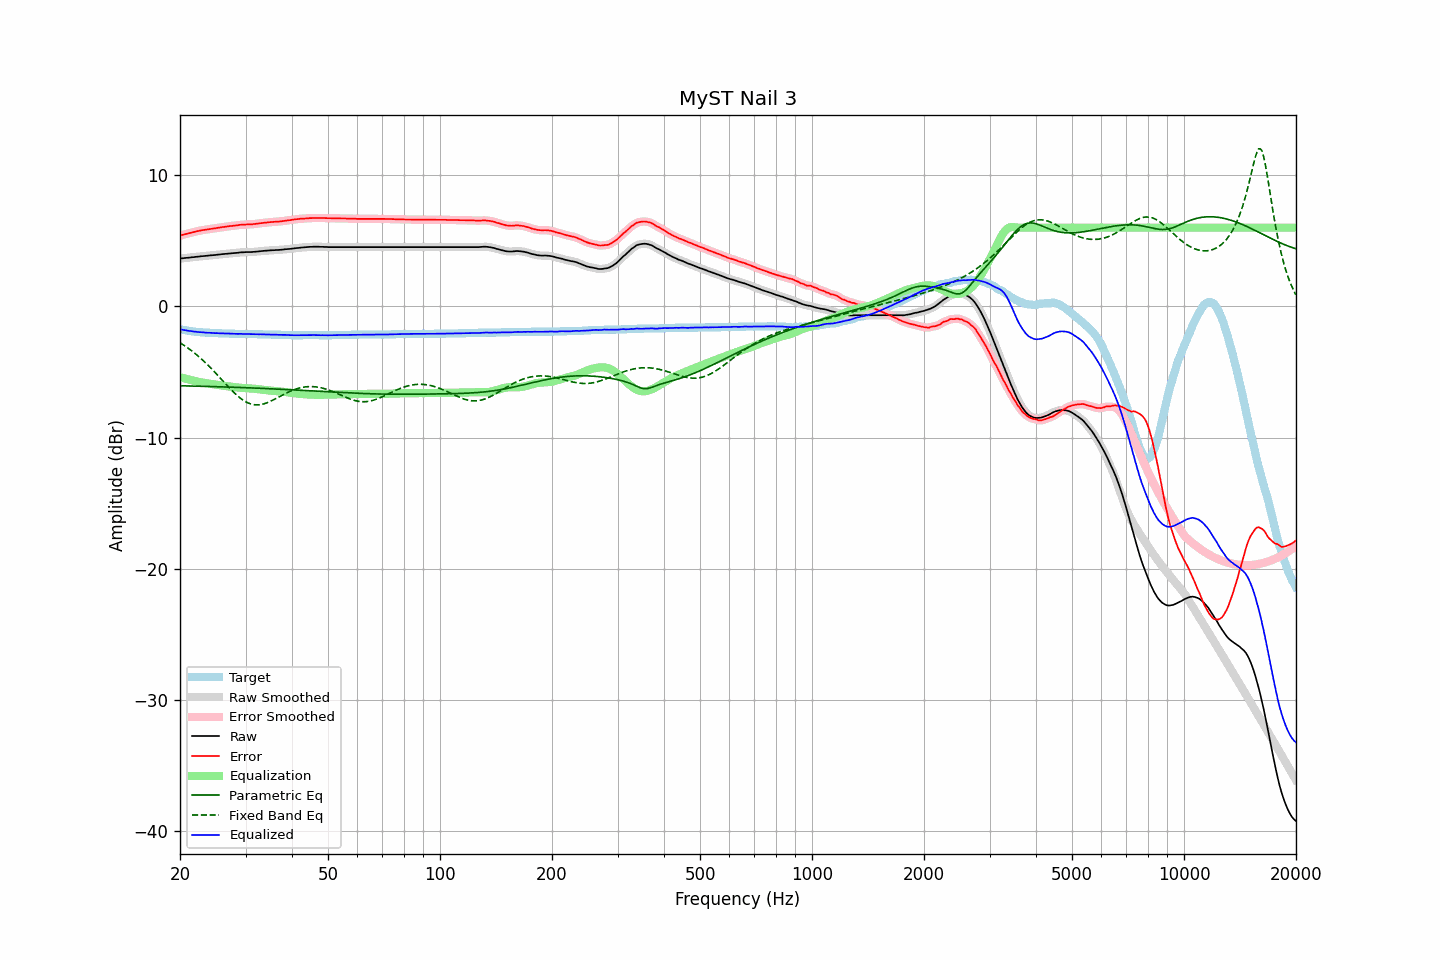 MyST Nail 3
Amplitude (dBr)
10
0
−10
−20
−30
−40
Target
Raw Smoothed
Error Smoothed
Raw
Error
Equalization
Parametric Eq
Fixed Band Eq
Equalized
20 50 100 200 500 1000 2000 5000 10000 20000
Frequency (Hz)